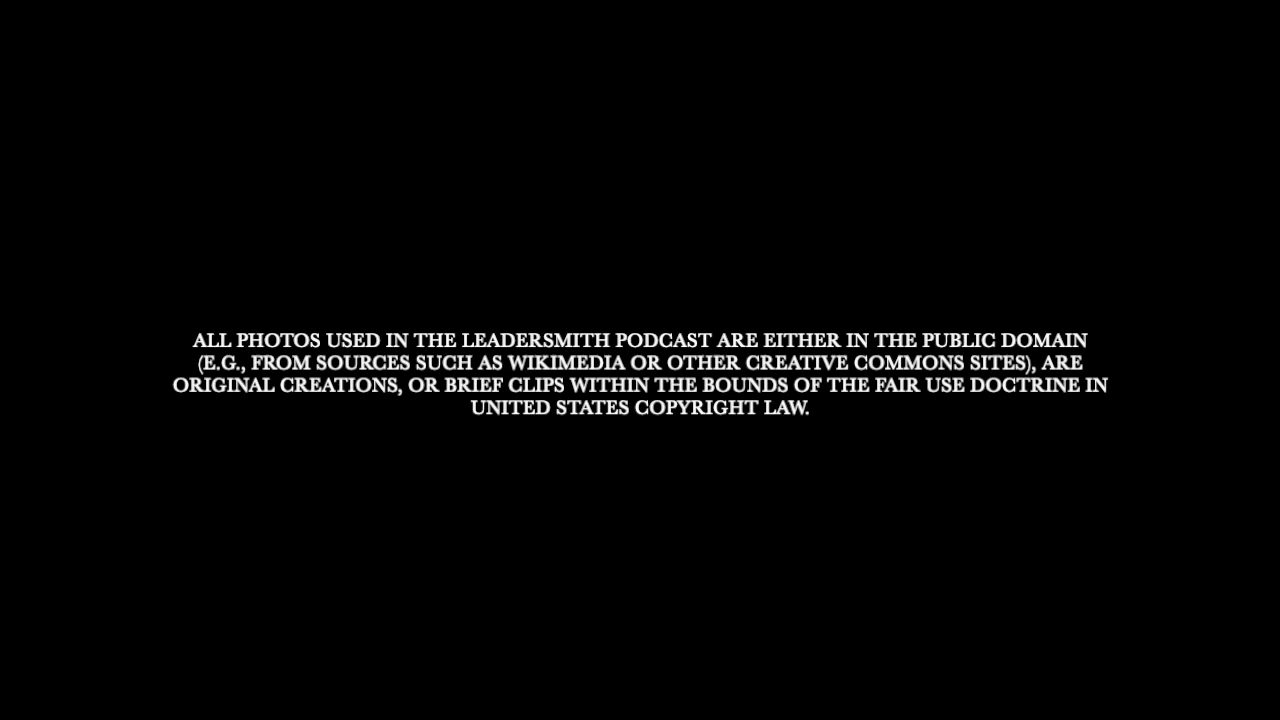 ALL PHOTOS USED IN THE LEADERSMITH PODCAST ARE EITHER IN THE PUBLIC DOMAIN
(E.G., FROM SOURCES SUCH AS WIKIMEDIA OR OTHER CREATIVE COMMONS SITES), ARE
ORIGINAL CREATIONS, OR BRIEF CLIPS WITHIN THE BOUNDS OF THE FAIR USE DOCTRINE IN
UNITED STATES COPYRIGHT LAW.